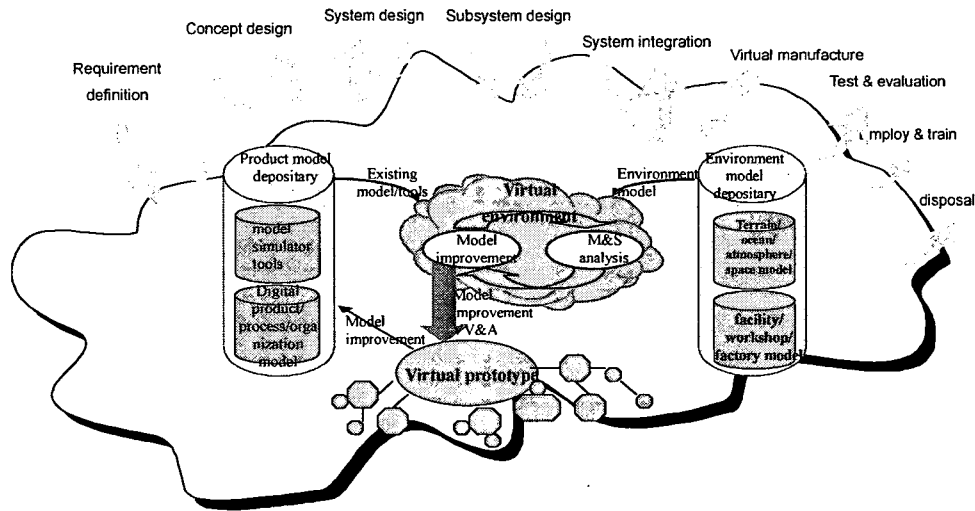 Requirement
definition
Concept design
System design
Subsystem design
System integration
Virtual manufacture
Test & evaluation
mploy & train
disposal
Product model
depositary
model
simulator
tools
Digital
product/
process/orga
nization
model
Existing
model/tools
Virtual
environment
Model
improvement
M&S
analysis
Environment
model
Model
improvement
V&A
Model
improvement
Virtual prototype
Environment
model
depositary
Terrain/
ocean/
atmosphere/
space model
facility/
workshop/
factory model